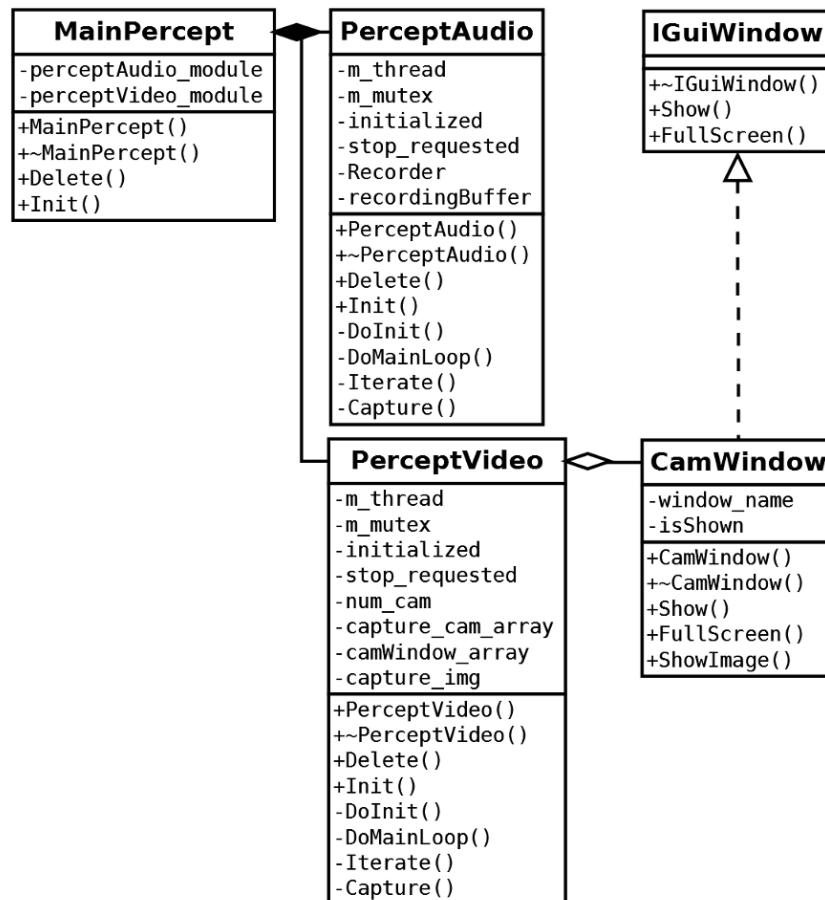 MainPercept
-perceptAudio_module
-perceptVideo_module
+MainPercept()
+~MainPercept()
+Delete()
+Init()
PerceptAudio
-m_thread
-m_mutex
-initialized
-stop_requested
-Recorder
-recordingBuffer
+PerceptAudio()
+~PerceptAudio()
+Delete()
+Init()
-DoInit()
-DoMainLoop()
-Iterate()
-Capture()
IGuiWindow
+~IGuiWindow()
+Show()
+FullScreen()
PerceptVideo
-m_thread
-m_mutex
-initialized
-stop_requested
-num_cam
-capture_cam_array
-camWindow_array
-capture_img
+PerceptVideo()
+~PerceptVideo()
+Delete()
+Init()
-DoInit()
-DoMainLoop()
-Iterate()
-Capture()
CamWindow
-window_name
-isShown
+CamWindow()
+~CamWindow()
+Show()
+FullScreen()
+ShowImage()